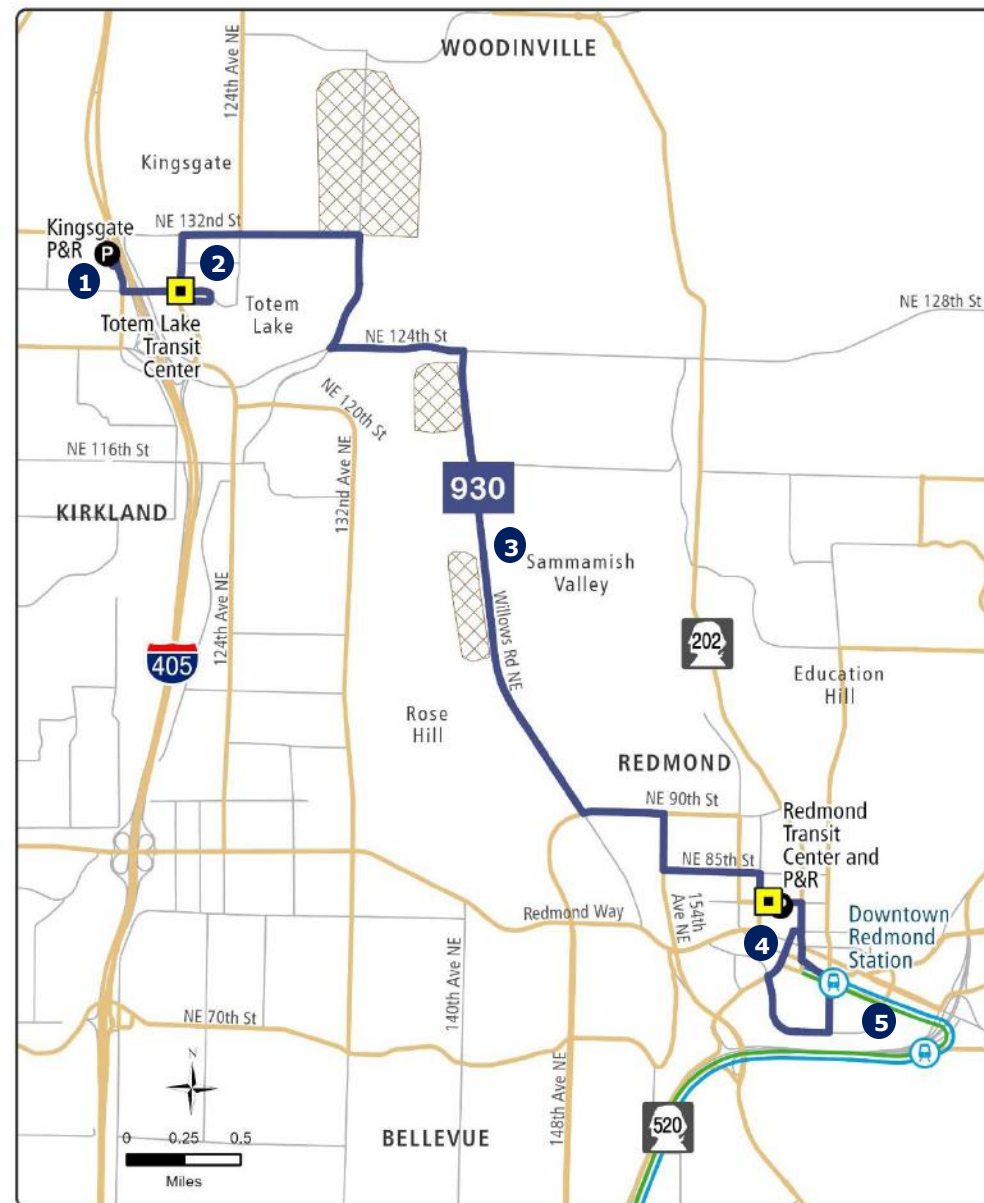 WOODINVILLE
124th Ave NE
Kingsgate
NE 132nd St
Kingsgate
P&R
P
1
2
Totem
Lake
Totem Lake
Transit
Center
NE 128th St
NE 124th St
NE 120th St
NE 116th St
132nd Ave NE
930
KIRKLAND
3
Sammamish
Valley
124th Ave NE
Willows Rd NE
405
202
Education
Hill
Rose
Hill
REDMOND
NE 90th St
Redmond
Transit
Center and
P&R
NE 85th St
154th
Ave NE
Redmond Way
4
Downtown
Redmond
Station
5
140th Ave NE
NE 70th St
148th Ave NE
N
520
BELLEVUE
0 0.25 0.5
Miles